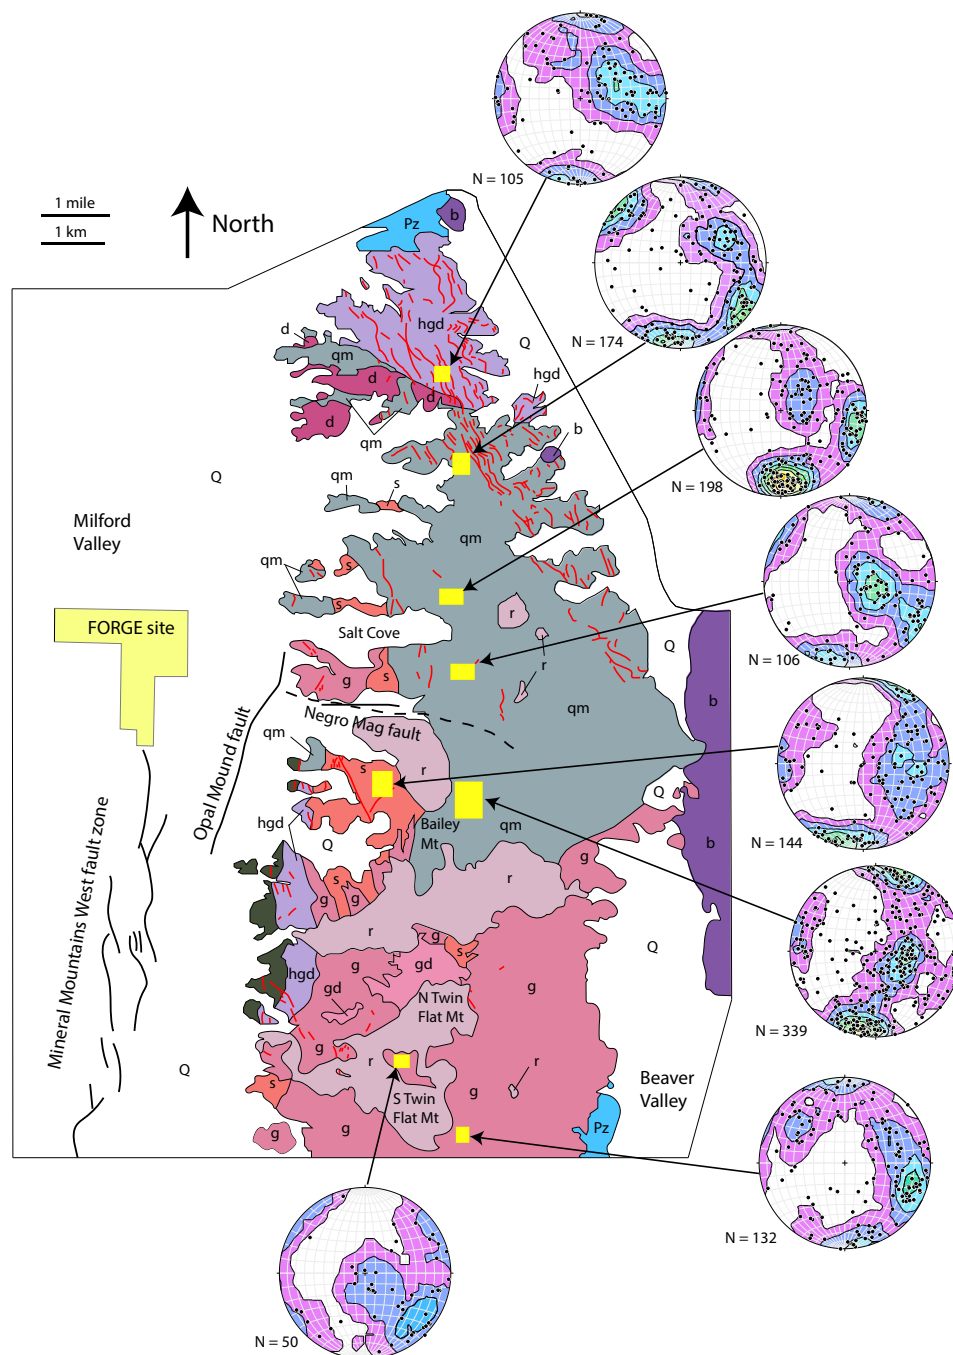 N = 105
1 mile
1 km
North
Pz
b
N = 174
hgd
d
Q
qm
d
hgd
d
d
qm
b
Q
N = 198
qm
s
Milford
Valley
qm
qm
s
s
r
FORGE site
Salt Cove
r
Q
N = 106
g
s
Negro Mag fault
qm
b
qm
Opal Mound fault
s
r
Q
hgd
Bailey
Mt
qm
b
N = 144
Q
g
s
r
g
g
Mineral Mountains West fault zone
r
g
s
Q
hgd
g
gd
g
gd
N Twin
Flat Mt
N = 339
g
Q
r
r
s
S Twin
Flat Mt
Beaver
Valley
g
g
Pz
N = 132
N = 50